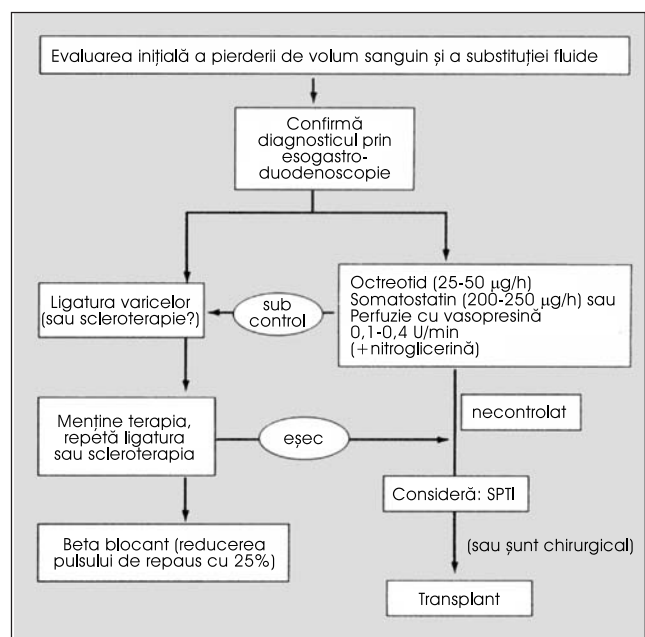 Evaluarea inițială a pierderii de volum sanguin și a substituției fluide
Confirmă
diagnosticul prin
esogastro-
duodenoscopie
Ligatura varicelor
(sau scleroterapie?)
sub
control
Octreotid (25-50 µg/h)
Somatostatin (200-250 µg/h) sau
Perfuzie cu vasopresină
0,1-0,4 U/min
(+nitroglicerină)
necontrolat
Menține terapia,
repetă ligatura
sau scleroterapia
eșec
Consideră: SPTI
Beta blocant (reducerea
pulsului de repaus cu 25%)
(sau șunt chirurgical)
Transplant